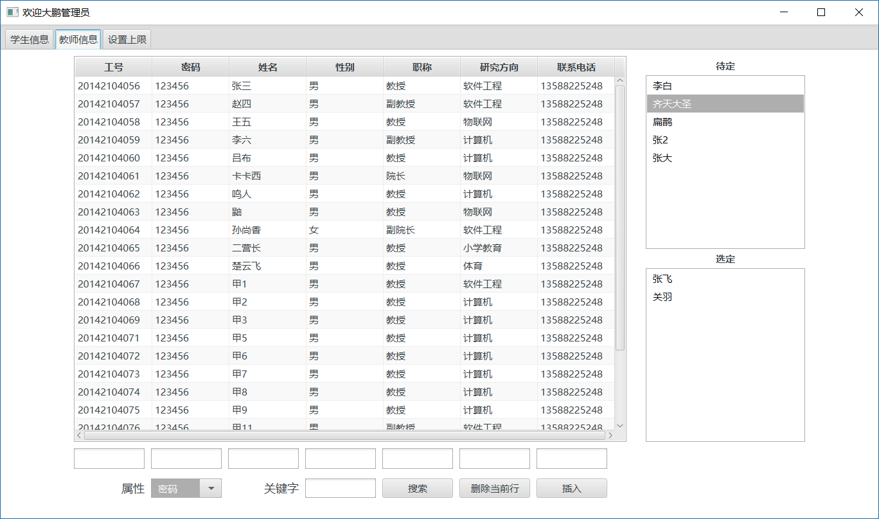 欢迎大鹏管理员
学生信息 教师信息 设置上限
工号 密码 姓名 性别 职称 研究方向 联系电话
20142104056 123456 张三 男 教授 软件工程 13588225248
20142104057 123456 赵四 男 副教授 软件工程 13588225248
20142104058 123456 王五 男 教授 物联网 13588225248
20142104059 123456 李六 男 副教授 计算机 13588225248
20142104060 123456 吕布 男 教授 计算机 13588225248
20142104061 123456 卡卡西 男 院长 物联网 13588225248
20142104062 123456 鸣人 男 教授 计算机 13588225248
20142104063 123456 鼬 男 教授 物联网 13588225248
20142104064 123456 孙尚香 女 副院长 软件工程 13588225248
20142104065 123456 二营长 男 教授 小学教育 13588225248
20142104066 123456 楚云飞 男 教授 体育 13588225248
20142104067 123456 甲1 男 教授 软件工程 13588225248
20142104068 123456 甲2 男 教授 计算机 13588225248
20142104069 123456 甲3 男 教授 计算机 13588225248
20142104071 123456 甲5 男 教授 计算机 13588225248
20142104072 123456 甲6 男 教授 计算机 13588225248
20142104073 123456 甲7 男 教授 计算机 13588225248
20142104074 123456 甲8 男 教授 计算机 13588225248
20142104075 123456 甲9 男 教授 计算机 13588225248
20142104076 123456 甲11 男 副教授 软件工程 13588225248
待定
李白
齐天大圣
扁鹊
张2
张大
选定
张飞
关羽
属性 密码 关键字 搜索 删除当前行 插入